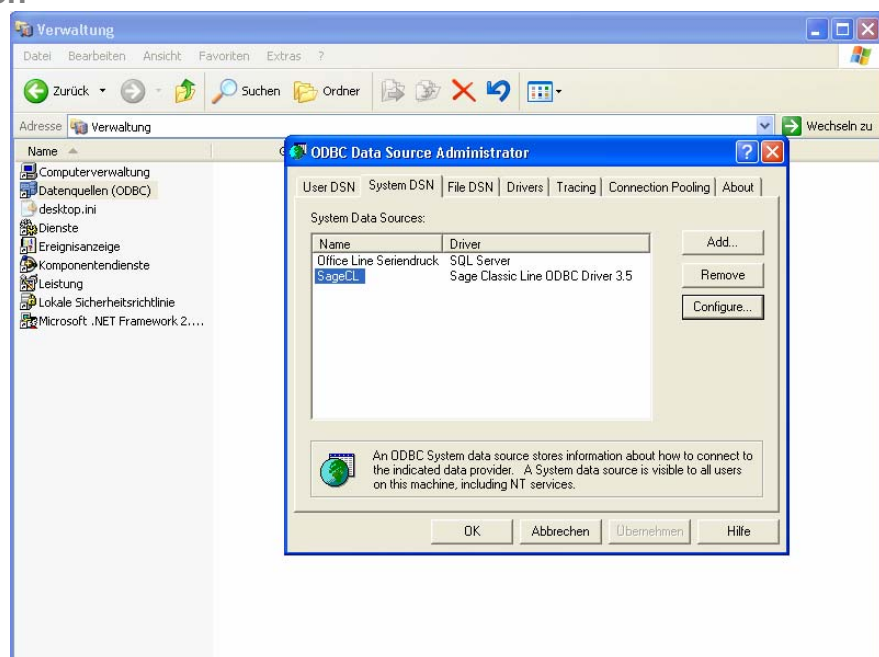 Verwaltung
Datei Bearbeiten Ansicht Favoriten Extras ?
Zurück Suchen Ordner
Adresse Verwaltung Wechseln zu
Name
Computerverwaltung
Datenquellen (ODBC)
desktop.ini
Dienste
Ereignisanzeige
Komponentendienste
Leistung
Lokale Sicherheitsrichtlinie
Microsoft .NET Framework 2....
ODBC Data Source Administrator
User DSN System DSN File DSN Drivers Tracing Connection Pooling About
System Data Sources:
Name Driver
Office Line Seriendruck SQL Server
SageCL Sage Classic Line ODBC Driver 3.5
Add...
Remove
Configure...
An ODBC System data source stores information about how to connect to
the indicated data provider. A System data source is visible to all users
on this machine, including NT services.
OK Abbrechen Übernehmen Hilfe